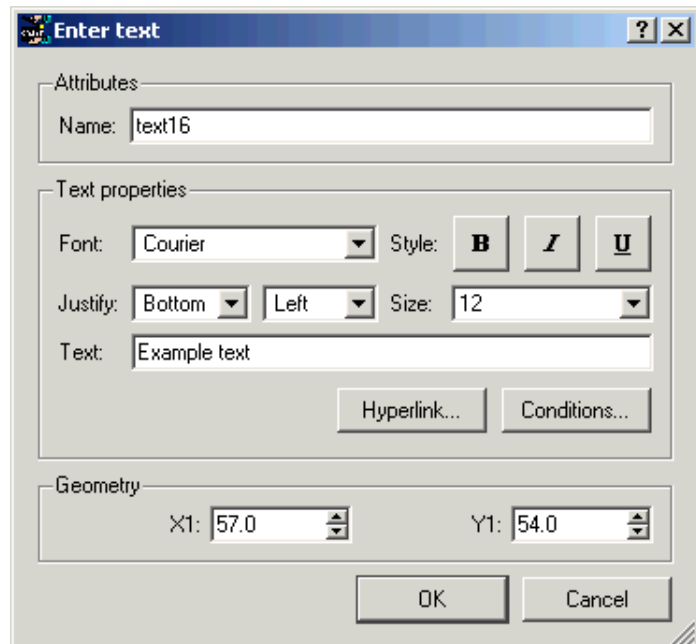 Enter text
Attributes
Name: text16
Text properties
Font: Courier Style: B I U
Justify: Bottom Left Size: 12
Text: Example text
Hyperlink... Conditions...
Geometry
X1: 57.0 Y1: 54.0
OK Cancel